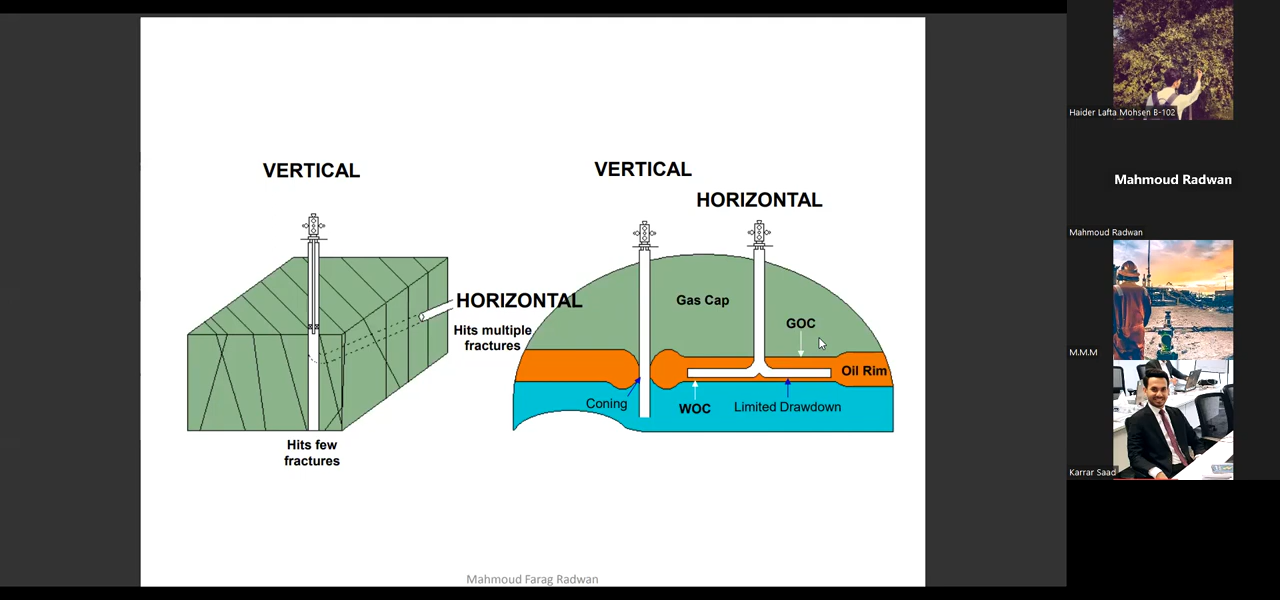 VERTICAL
HORIZONTAL
Hits multiple
fractures
Hits few
fractures
VERTICAL
HORIZONTAL
Gas Cap
GOC
Oil Rim
Coning
WOC
Limited Drawdown
Mahmoud Farag Radwan
Haider Lafta Mohsen B-102
Mahmoud Radwan
Mahmoud Radwan
M.M.M
Karrar Saad